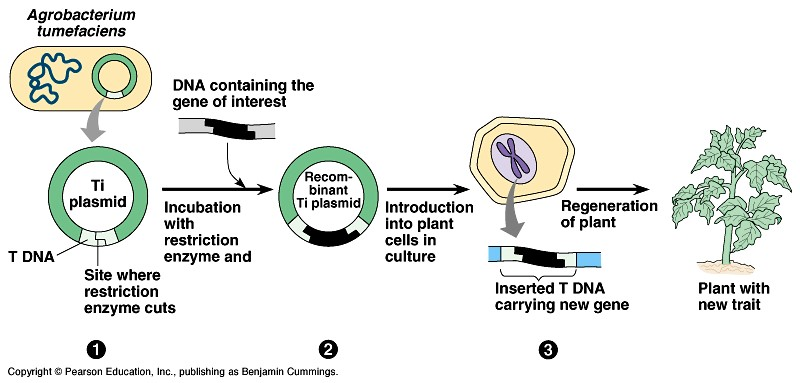 Agrobacterium
tumefaciens
DNA containing the
gene of interest
Ti
plasmid
T DNA
Site where
restriction
enzyme cuts
Incubation
with
restriction
enzyme and
Recom-
binant
Ti plasmid
Introduction
into plant
cells in
culture
Inserted T DNA
carrying new gene
Regeneration
of plant
Plant with
new trait
1
2
3
Copyright © Pearson Education, Inc., publishing as Benjamin Cummings.